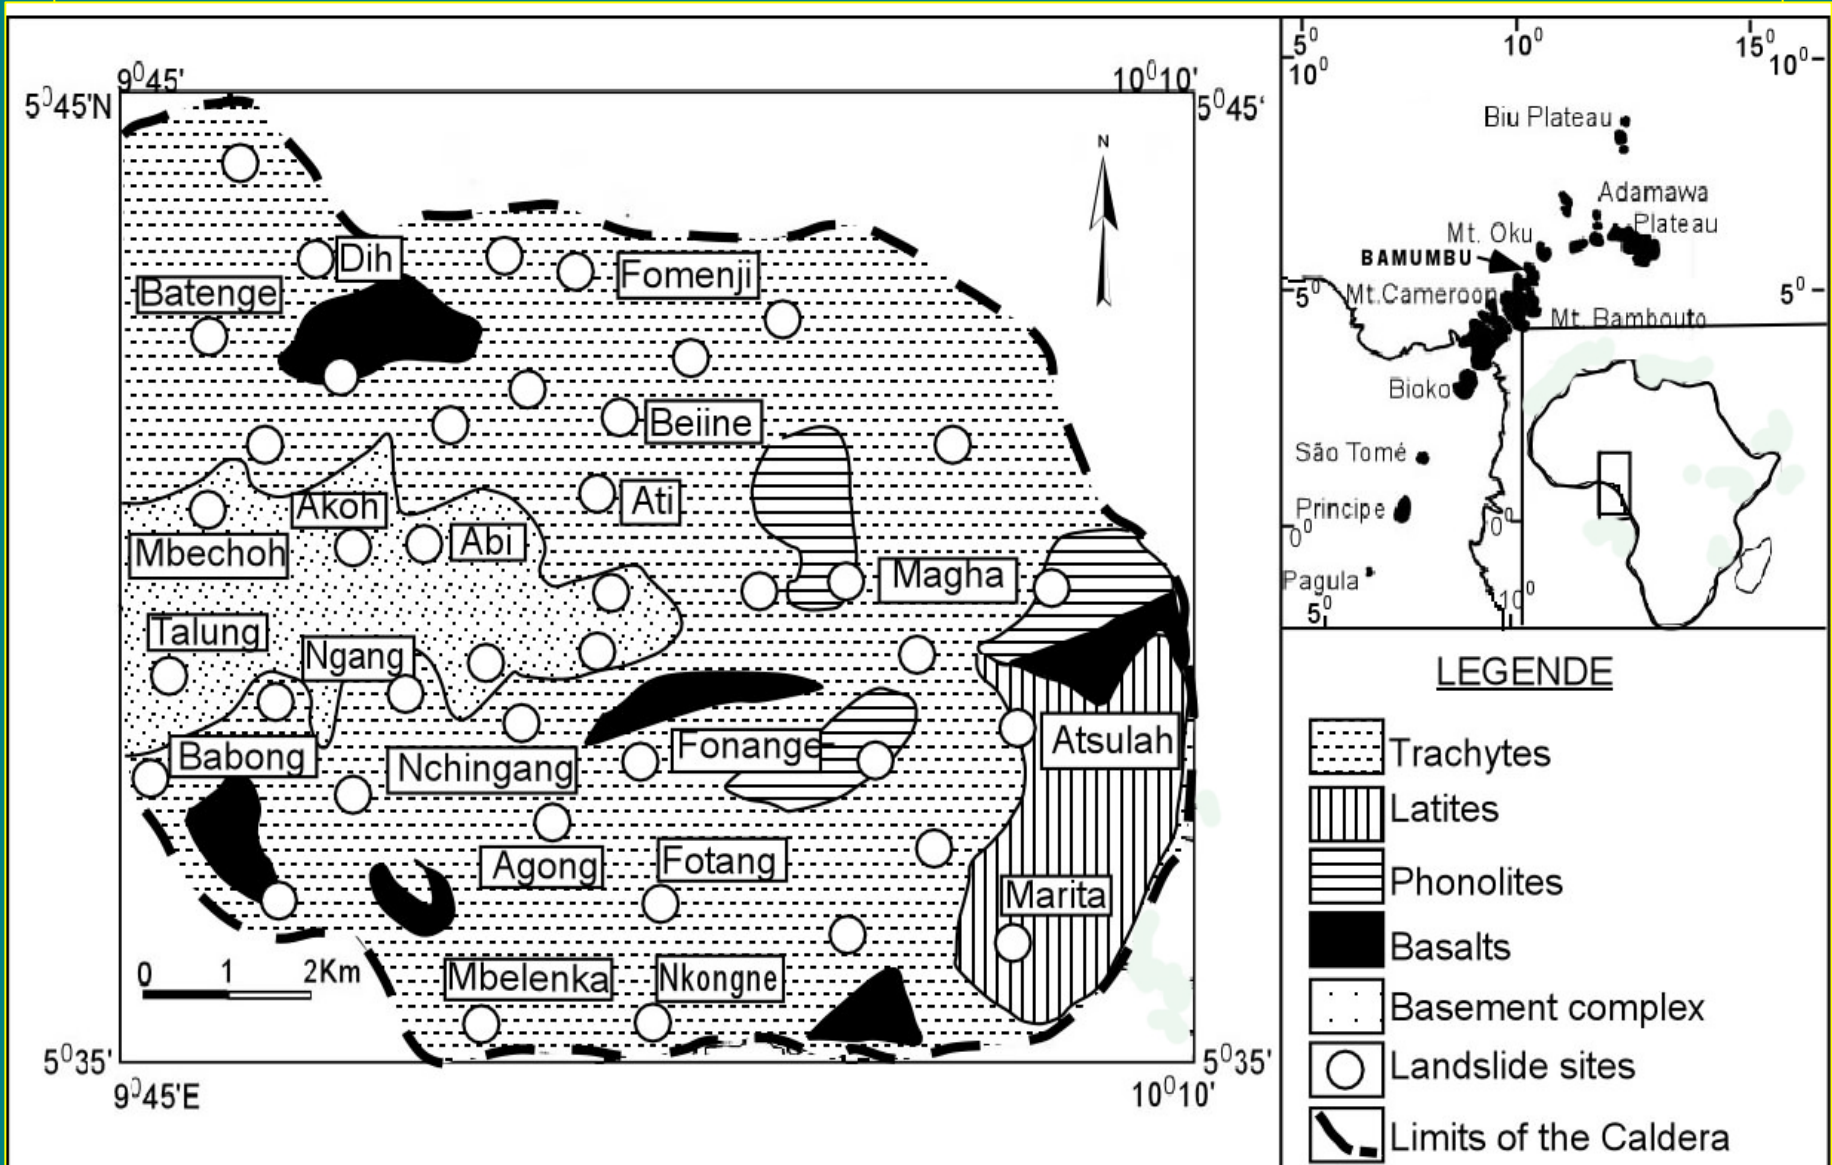 9⁰45'
10⁰10'
5⁰45'N
5⁰45'
N
Dih
Batenge
Fomenji
Beiine
Akoh
Ati
Abi
Mbechoh
Magha
Talung
Ngang
Atsulah
Babong
Nchingang
Fonange
Agong
Fotang
Marita
Mbelenka
Nkongne
0 1 2Km
5⁰35'
5⁰35'
9⁰45'E
10⁰10'
5⁰
10⁰
15⁰
10⁰
10⁰
Biu Plateau
Adamawa
Plateau
Mt. Oku
BAMUMBU
5⁰
Mt.Cameroon
5⁰
Mt. Bambouto
Bioko
São Tomé
Principe
0⁰
0⁰
Pagula
5⁰
10⁰
LEGENDE
Trachytes
Latites
Phonolites
Basalts
Basement complex
Landslide sites
Limits of the Caldera